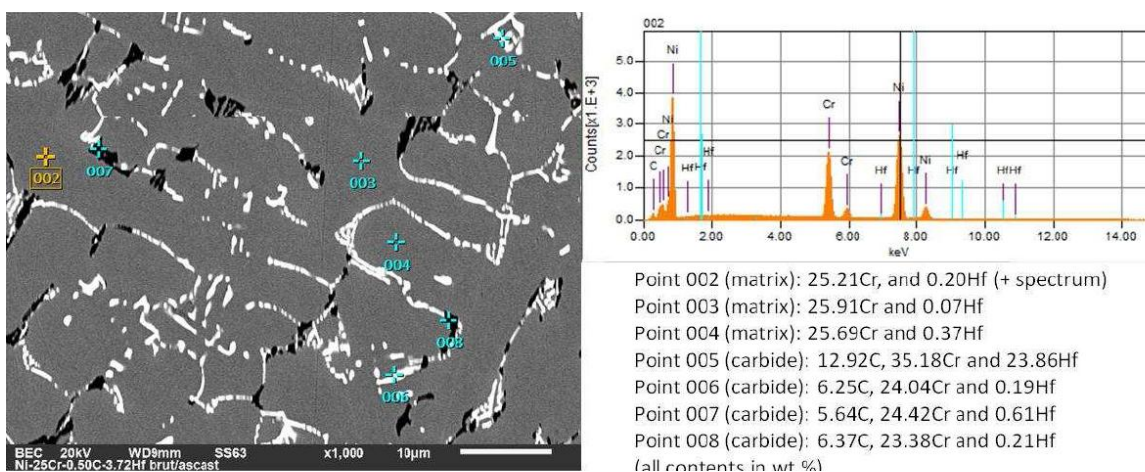 005
002
007
003
004
008
006
BEC 20kV WD9mm SS63 x1,000 10µm
Ni-25Cr-0.50C-3.72Hf brut/ascast
002
Counts[x1.E+3]
5.0
4.0
3.0
2.0
1.0
0.0
Ni
Ni
Cr
Cr
C
Hf
Hf
Hf
Cr
Cr
Hf
Ni
Hf
Ni
Hf
Hf
Hf
Hf
0.00 2.00 4.00 6.00 8.00 10.00 12.00 14.00
keV
Point 002 (matrix): 25.21Cr, and 0.20Hf (+ spectrum)
Point 003 (matrix): 25.91Cr and 0.07Hf
Point 004 (matrix): 25.69Cr and 0.37Hf
Point 005 (carbide): 12.92C, 35.18Cr and 23.86Hf
Point 006 (carbide): 6.25C, 24.04Cr and 0.19Hf
Point 007 (carbide): 5.64C, 24.42Cr and 0.61Hf
Point 008 (carbide): 6.37C, 23.38Cr and 0.21Hf
(all contents in wt.%)